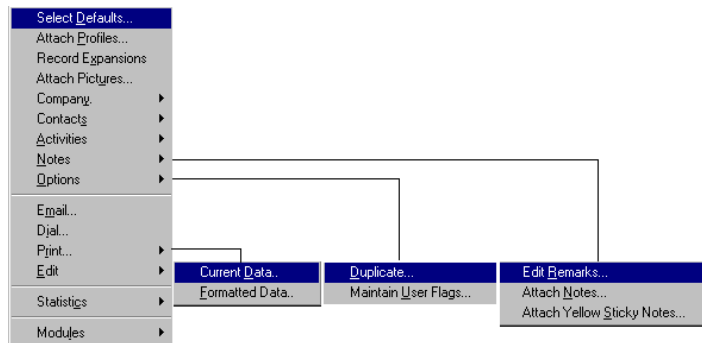 Select Defaults...
Attach Profiles...
Record Expansions
Attach Pictures...
Company.
Contacts
Activities
Notes
Options
Email...
Dial...
Print...
Edit
Statistics
Modules
Current Data..
Formatted Data..
Duplicate...
Maintain User Flags...
Edit Remarks...
Attach Notes...
Attach Yellow Sticky Notes...